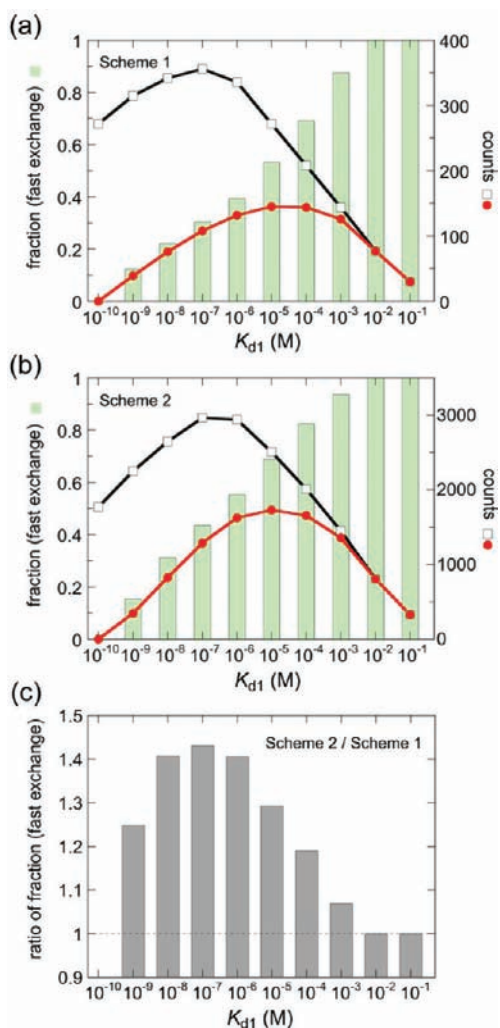 (a)
Scheme 1
fraction (fast exchange)
1
0.8
0.6
0.4
0.2
0
400
300
200
100
0
counts
10⁻¹⁰ 10⁻⁹ 10⁻⁸ 10⁻⁷ 10⁻⁶ 10⁻⁵ 10⁻⁴ 10⁻³ 10⁻² 10⁻¹
K_d1 (M)
(b)
Scheme 2
fraction (fast exchange)
1
0.8
0.6
0.4
0.2
0
3000
2000
1000
0
counts
10⁻¹⁰ 10⁻⁹ 10⁻⁸ 10⁻⁷ 10⁻⁶ 10⁻⁵ 10⁻⁴ 10⁻³ 10⁻² 10⁻¹
K_d1 (M)
(c)
Scheme 2 / Scheme 1
ratio of fraction (fast exchange)
1.5
1.4
1.3
1.2
1.1
1
0.9
10⁻¹⁰ 10⁻⁹ 10⁻⁸ 10⁻⁷ 10⁻⁶ 10⁻⁵ 10⁻⁴ 10⁻³ 10⁻² 10⁻¹
K_d1 (M)